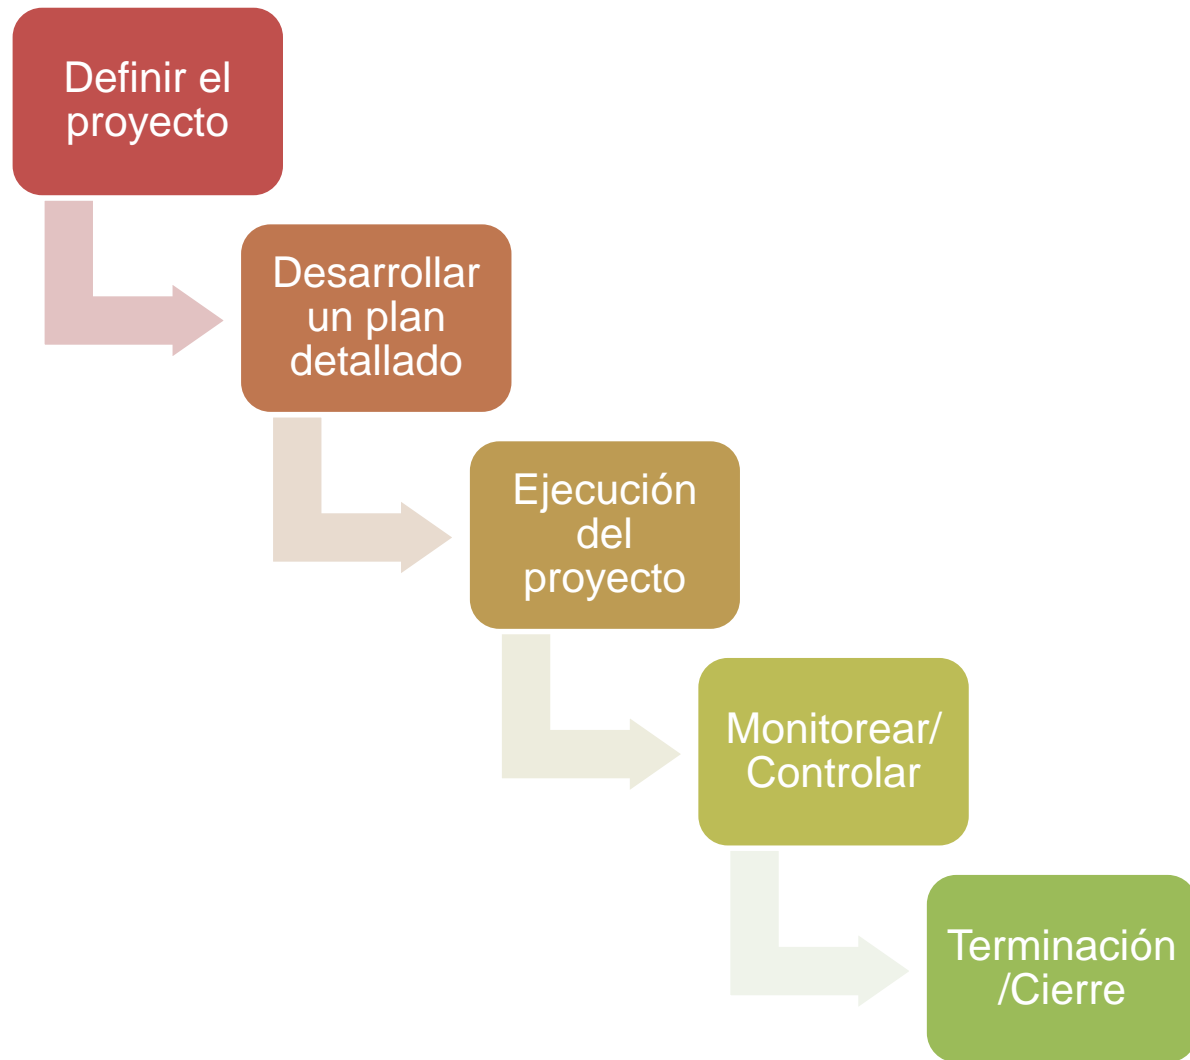 Definir el
proyecto
Desarrollar
un plan
detallado
Ejecución
del
proyecto
Monitorear/
Controlar
Terminación
/Cierre